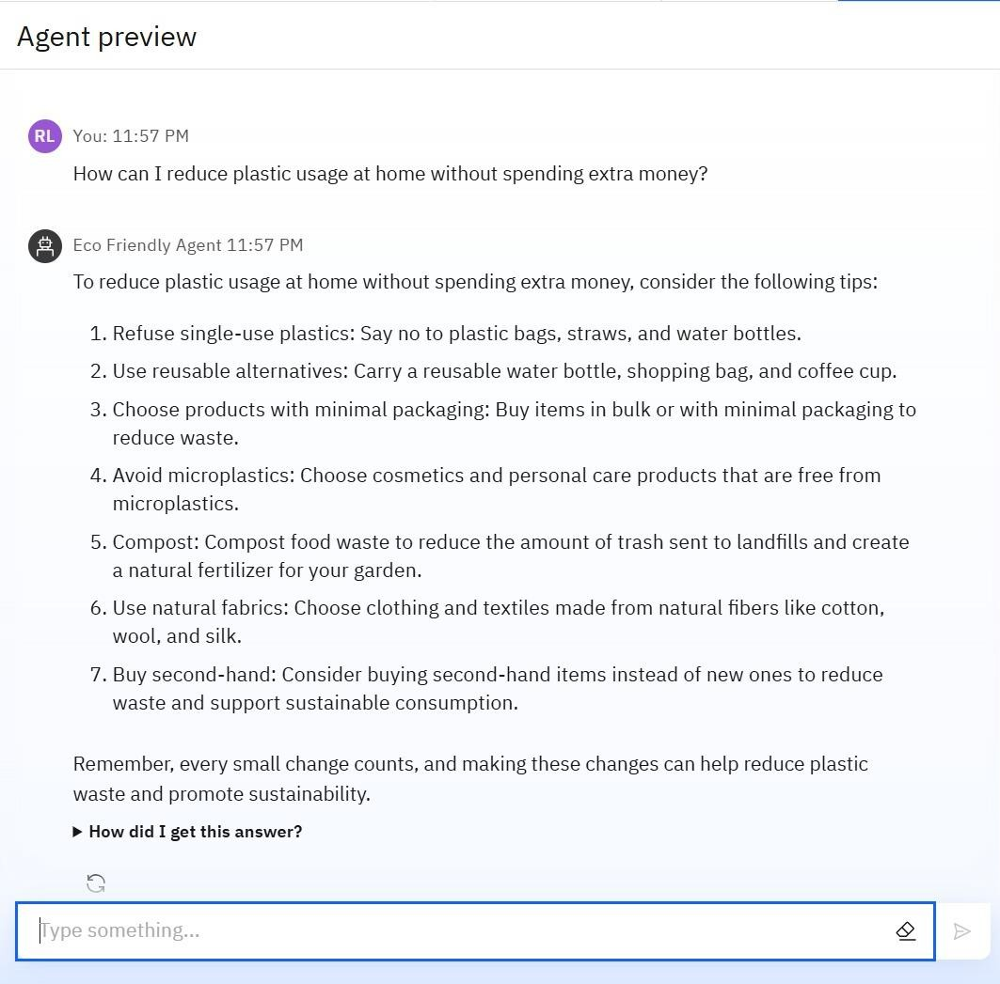 Agent preview
RL
You: 11:57 PM
How can I reduce plastic usage at home without spending extra money?
Eco Friendly Agent 11:57 PM
To reduce plastic usage at home without spending extra money, consider the following tips:
1. Refuse single-use plastics: Say no to plastic bags, straws, and water bottles.
2. Use reusable alternatives: Carry a reusable water bottle, shopping bag, and coffee cup.
3. Choose products with minimal packaging: Buy items in bulk or with minimal packaging to
reduce waste.
4. Avoid microplastics: Choose cosmetics and personal care products that are free from
microplastics.
5. Compost: Compost food waste to reduce the amount of trash sent to landfills and create
a natural fertilizer for your garden.
6. Use natural fabrics: Choose clothing and textiles made from natural fibers like cotton,
wool, and silk.
7. Buy second-hand: Consider buying second-hand items instead of new ones to reduce
waste and support sustainable consumption.
Remember, every small change counts, and making these changes can help reduce plastic
waste and promote sustainability.
How did I get this answer?
Type something...